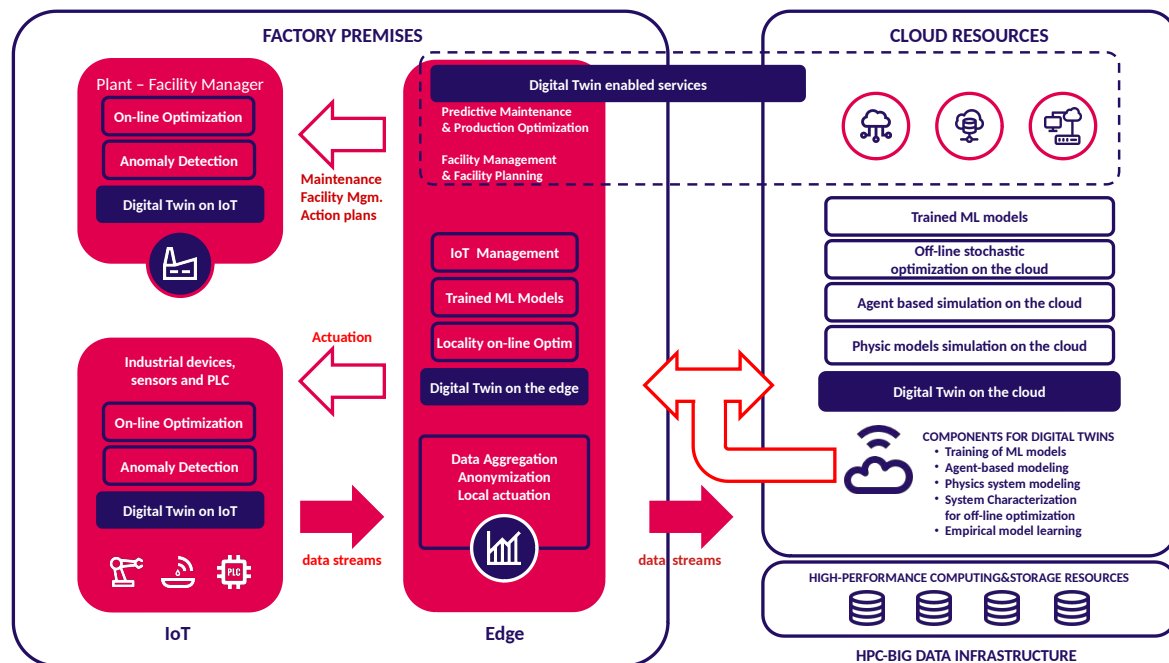 FACTORY PREMISES
Plant – Facility Manager
On-line Optimization
Anomaly Detection
Digital Twin on IoT
Maintenance
Facility Mgm.
Action plans
Industrial devices,
sensors and PLC
On-line Optimization
Anomaly Detection
Digital Twin on IoT
PLC
IoT
Actuation
data streams
Digital Twin enabled services
Predictive Maintenance
& Production Optimization
Facility Management
& Facility Planning
IoT Management
Trained ML Models
Locality on-line Optim
Digital Twin on the edge
Data Aggregation
Anonymization
Local actuation
Edge
data streams
CLOUD RESOURCES
Trained ML models
Off-line stochastic
optimization on the cloud
Agent based simulation on the cloud
Physic models simulation on the cloud
Digital Twin on the cloud
COMPONENTS FOR DIGITAL TWINS
• Training of ML models
• Agent-based modeling
• Physics system modeling
• System Characterization
for off-line optimization
• Empirical model learning
HIGH-PERFORMANCE COMPUTING&STORAGE RESOURCES
HPC-BIG DATA INFRASTRUCTURE